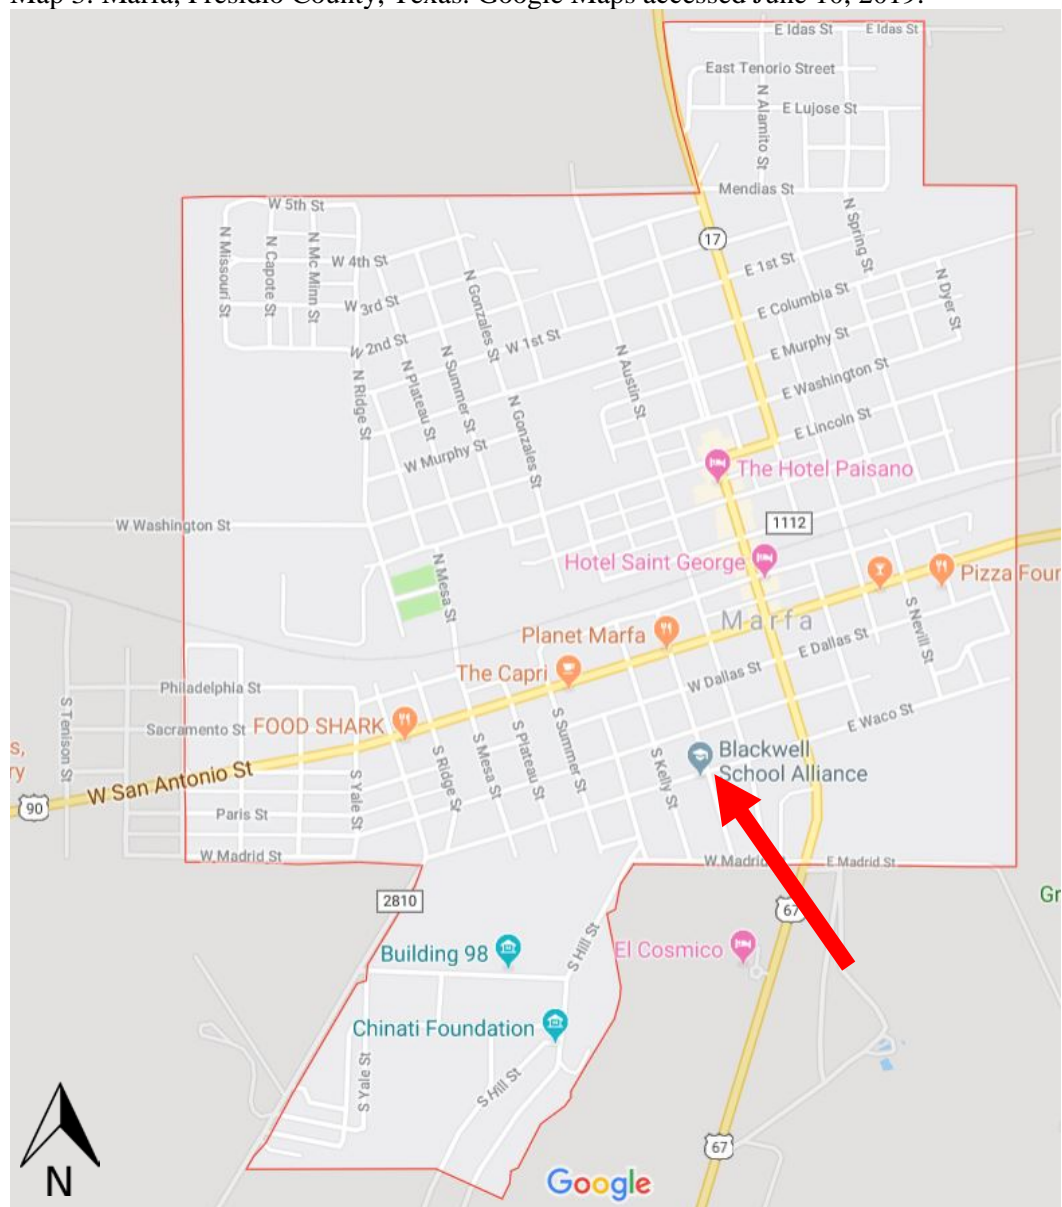 Map 3: Marfa, Presidio County, Texas. Google Maps accessed June 10, 2019.
E Idas St
E Idas St
East Tenorio Street
N Alamito St
E Lujose St
Mendias St
W 5th St
N Missouri St
N Capote St
N Mc Minn St
W 4th St
W 3rd St
W 2nd St
N Ridge St
N Plateau St
N Summer St
N Gonzales St
N Gonzales St
W 1st St
W Murphy St
N Austin St
17
N Spring St
E 1st St
E Columbia St
N Dyer St
E Murphy St
E Washington St
E Lincoln St
The Hotel Paisano
1112
W Washington St
N Mesa St
Hotel Saint George
Pizza Four
Marfa
S Nevill St
Planet Marfa
E Dallas St
The Capri
W Dallas St
Philadelphia St
S Tenison St
Sacramento St
FOOD SHARK
E Waco St
S Ridge St
S Mesa St
S Plateau St
S Summer St
S Kelly St
Blackwell
School Alliance
s,
ry
W San Antonio St
90
S Yale St
Paris St
W Madrid St
W Madrid
E Madrid St
2810
67
Gr
Building 98
S Hill St
El Cosmico
Chinati Foundation
S Yale St
S Hill St
67
N
Google